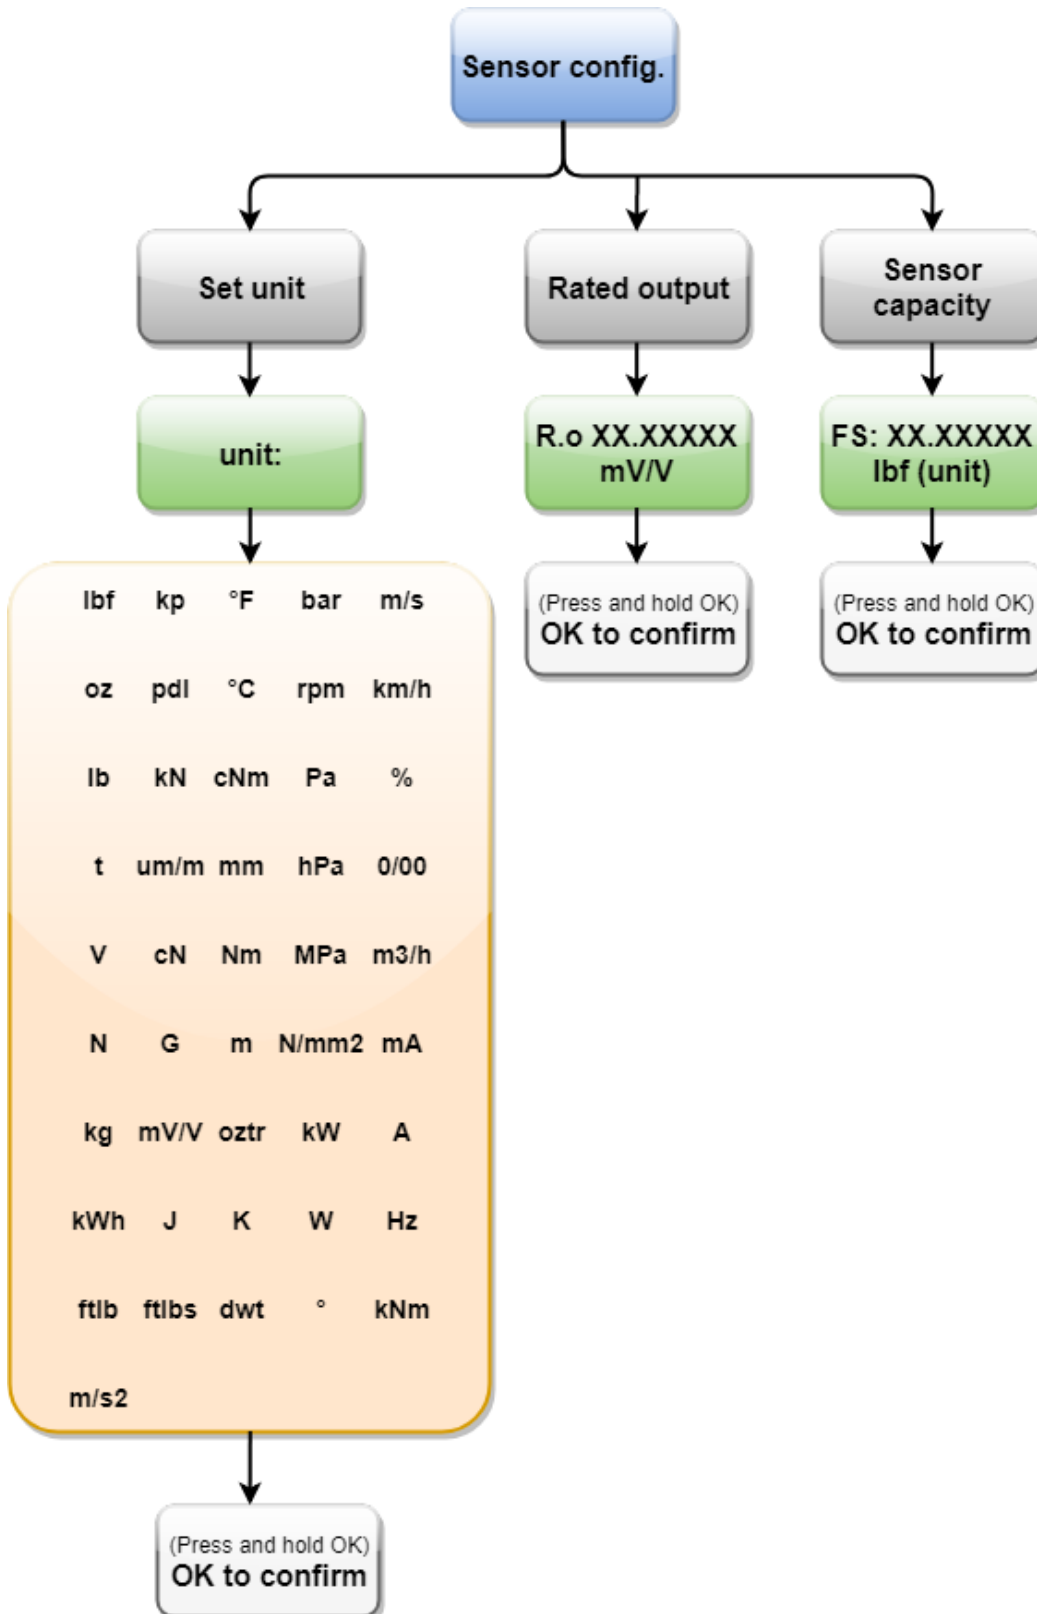 Sensor config.
Set unit
Rated output
Sensor
capacity
unit:
R.o XX.XXXXX
mV/V
FS: XX.XXXXX
lbf (unit)
(Press and hold OK)
OK to confirm
(Press and hold OK)
OK to confirm
lbf kp °F bar m/s
oz pdl °C rpm km/h
lb kN cNm Pa %
t um/m mm hPa 0/00
V cN Nm MPa m3/h
N G m N/mm2 mA
kg mV/V oztr kW A
kWh J K W Hz
ftlb ftlbs dwt ° kNm
m/s2
(Press and hold OK)
OK to confirm